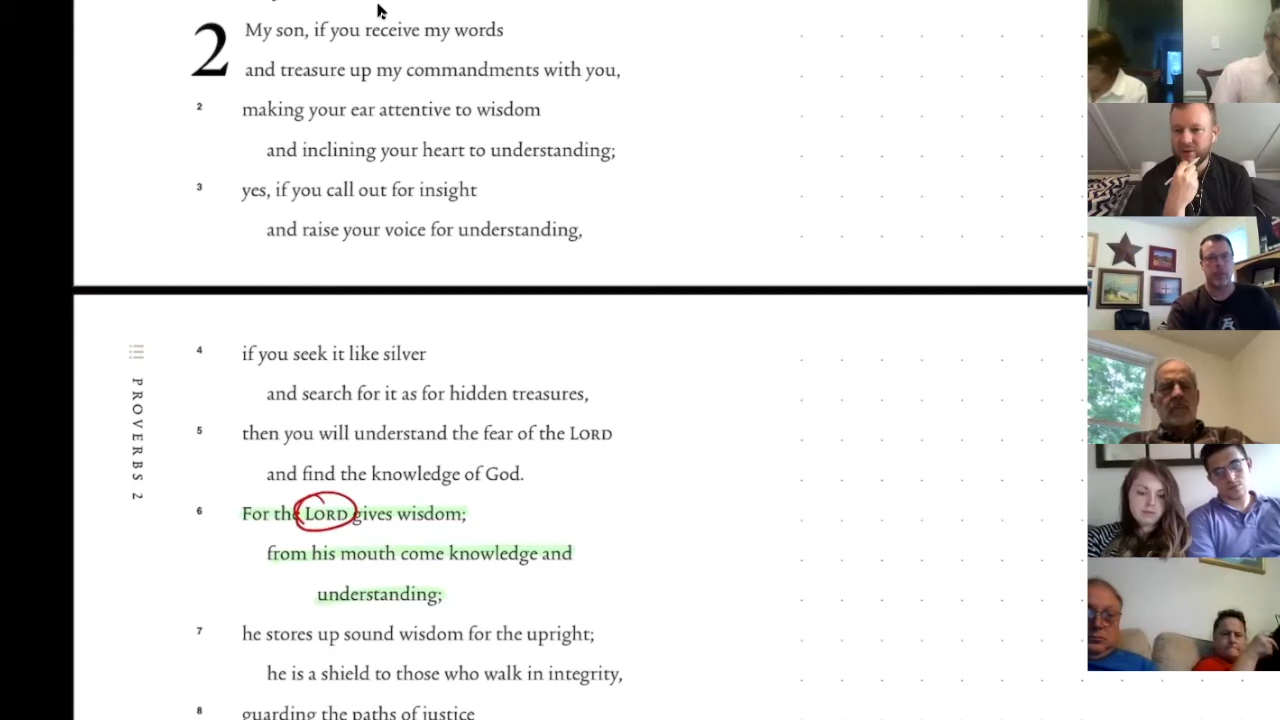 2 My son, if you receive my words
and treasure up my commandments with you,
2 making your ear attentive to wisdom
and inclining your heart to understanding;
3 yes, if you call out for insight
and raise your voice for understanding,
PROVERBS 2
4 if you seek it like silver
and search for it as for hidden treasures,
5 then you will understand the fear of the LORD
and find the knowledge of God.
6 For the LORD gives wisdom;
from his mouth come knowledge and
understanding;
7 he stores up sound wisdom for the upright;
he is a shield to those who walk in integrity,
8 guarding the paths of justice